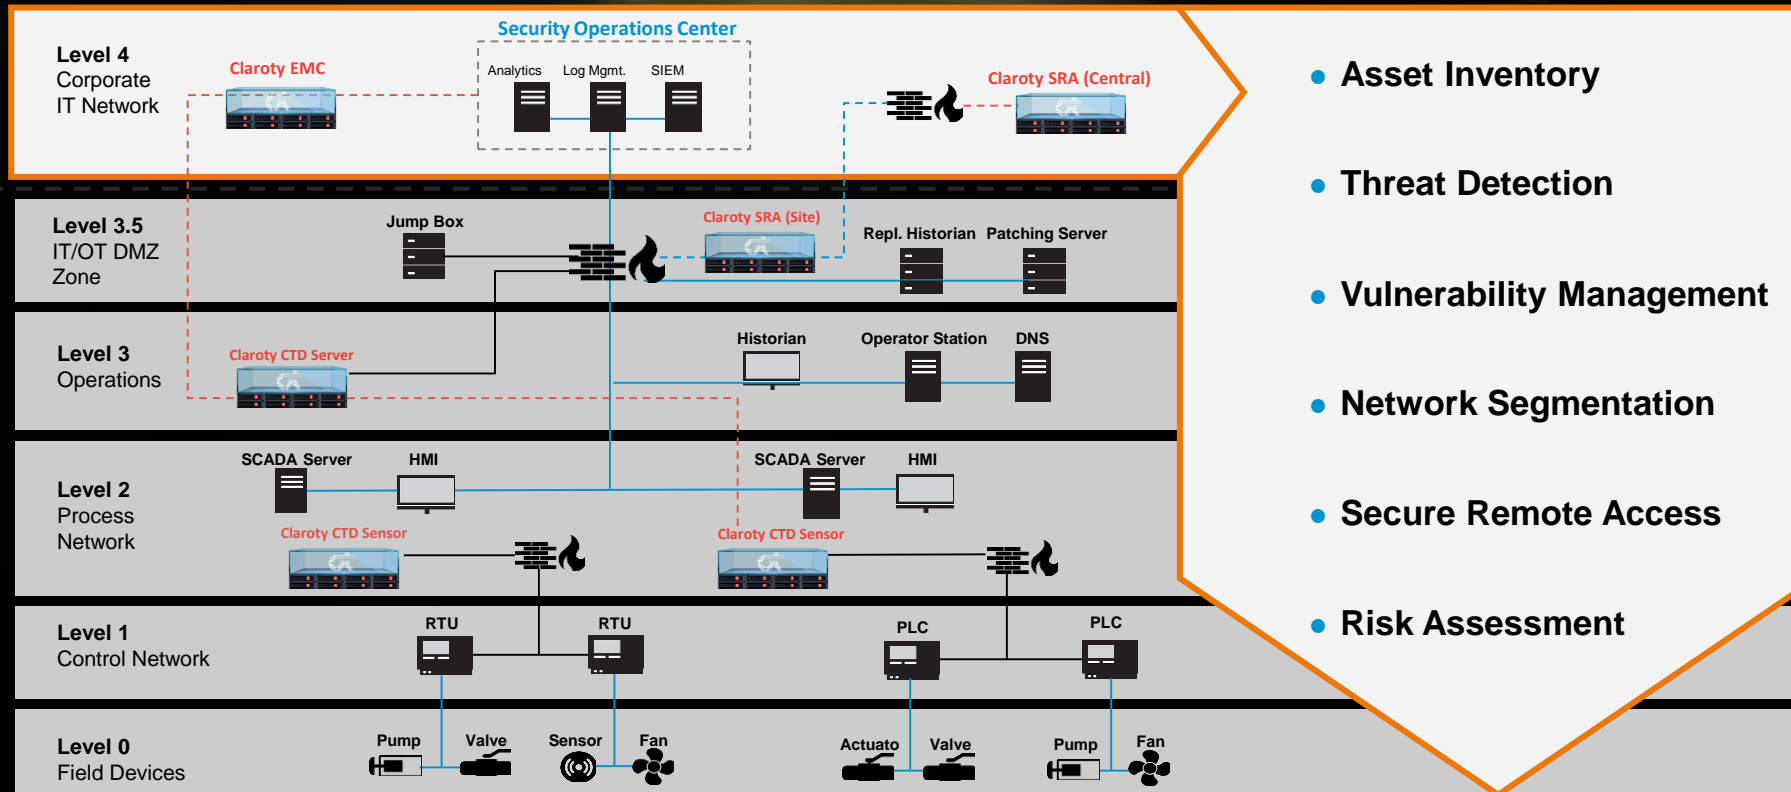 Security Operations Center
Level 4
Corporate
IT Network
Claroty EMC
Analytics
Log Mgmt.
SIEM
Claroty SRA (Central)
Level 3.5
IT/OT DMZ
Zone
Jump Box
Claroty SRA (Site)
Repl. Historian
Patching Server
Level 3
Operations
Claroty CTD Server
Historian
Operator Station
DNS
Level 2
Process
Network
SCADA Server
HMI
SCADA Server
HMI
Claroty CTD Sensor
Claroty CTD Sensor
Level 1
Control Network
RTU
RTU
PLC
PLC
Level 0
Field Devices
Pump
Valve
Sensor
Fan
Actuato
Valve
Pump
Fan
Asset Inventory
Threat Detection
Vulnerability Management
Network Segmentation
Secure Remote Access
Risk Assessment